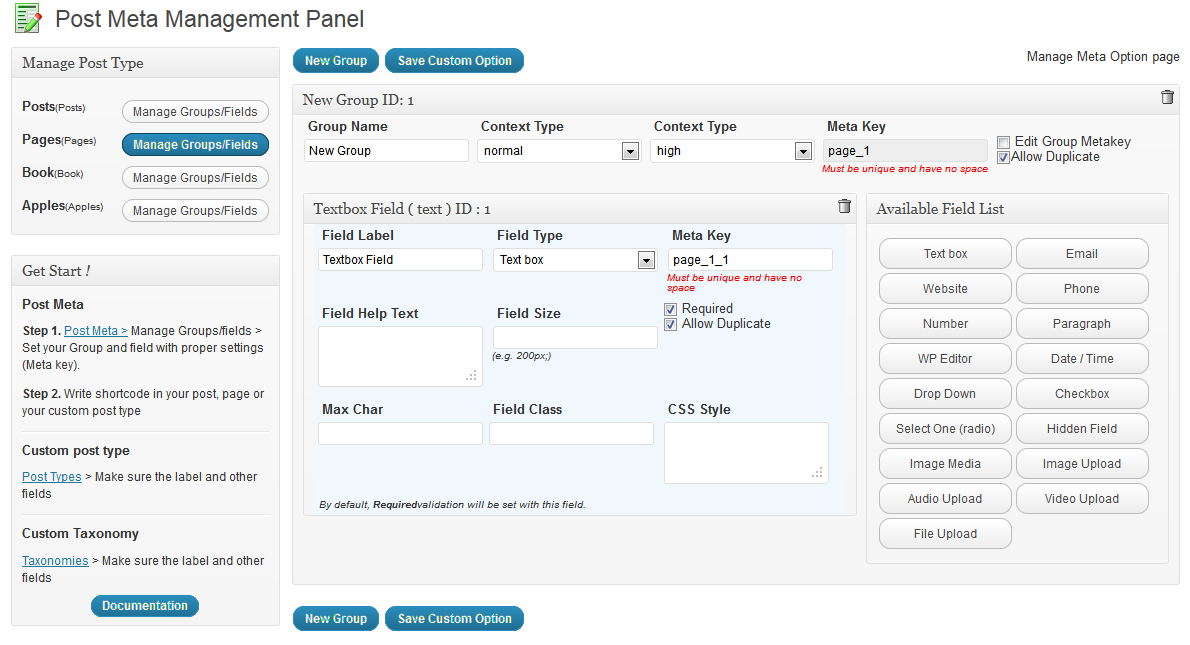 Post Meta Management Panel
Manage Post Type
Posts(Posts) Manage Groups/Fields
Pages(Pages) Manage Groups/Fields
Book(Book) Manage Groups/Fields
Apples(Apples) Manage Groups/Fields
Get Start !
Post Meta
Step 1. Post Meta > Manage Groups/fields >
Set your Group and field with proper settings
(Meta key).
Step 2. Write shortcode in your post, page or
your custom post type
Custom post type
Post Types > Make sure the label and other
fields
Custom Taxonomy
Taxonomies > Make sure the label and other
fields
Documentation
New Group Save Custom Option
Manage Meta Option page
New Group ID: 1
Group Name Context Type Context Type Meta Key
New Group normal high page_1
Must be unique and have no space
Edit Group Metakey
Allow Duplicate
Textbox Field ( text ) ID : 1
Field Label Field Type Meta Key
Textbox Field Text box page_1_1
Must be unique and have no
space
Field Help Text Field Size
Required
Allow Duplicate
(e.g. 200px;)
Max Char Field Class CSS Style
By default, Requiredvalidation will be set with this field.
Available Field List
Text box Email
Website Phone
Number Paragraph
WP Editor Date / Time
Drop Down Checkbox
Select One (radio) Hidden Field
Image Media Image Upload
Audio Upload Video Upload
File Upload
New Group Save Custom Option